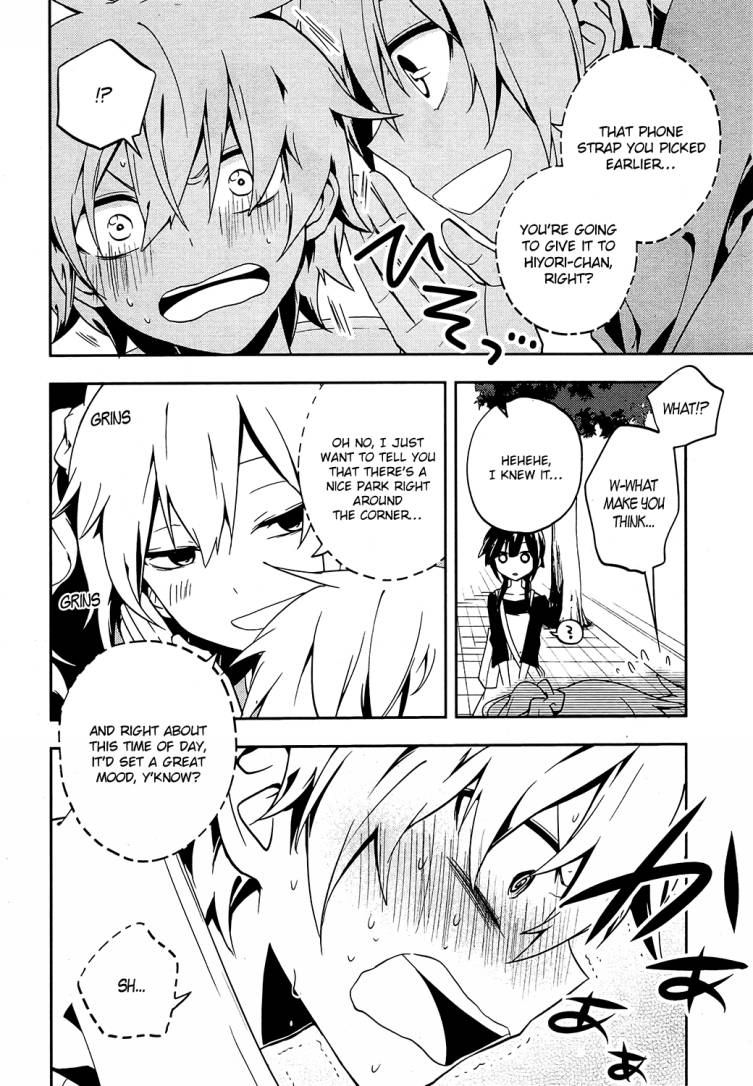 THAT PHONE
STRAP YOU PICKED
EARLIER...
YOU'RE GOING
TO GIVE IT TO
HIYORI-CHAN,
RIGHT?
!?
WHAT!?
W-WHAT
MAKE YOU
THINK...
HEHEHE,
I KNEW IT...
?
OH NO, I JUST
WANT TO TELL YOU
THAT THERE'S A
NICE PARK RIGHT
AROUND
THE CORNER...
GRINS
GRINS
AND RIGHT ABOUT
THIS TIME OF DAY,
IT'D SET A GREAT
MOOD, Y'KNOW?
かぁぁ
SH...